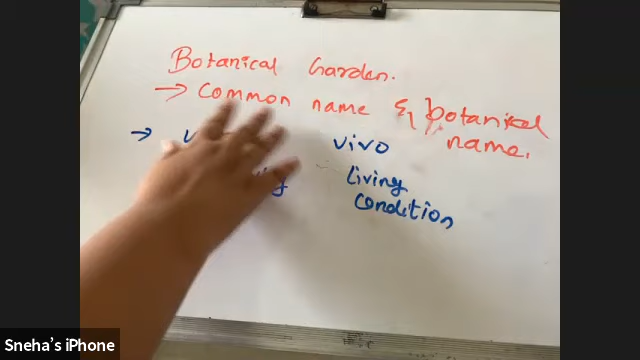 Botanical Garden.
→ Common name & botanical name.
→ vivo
living
condition
Sneha's iPhone